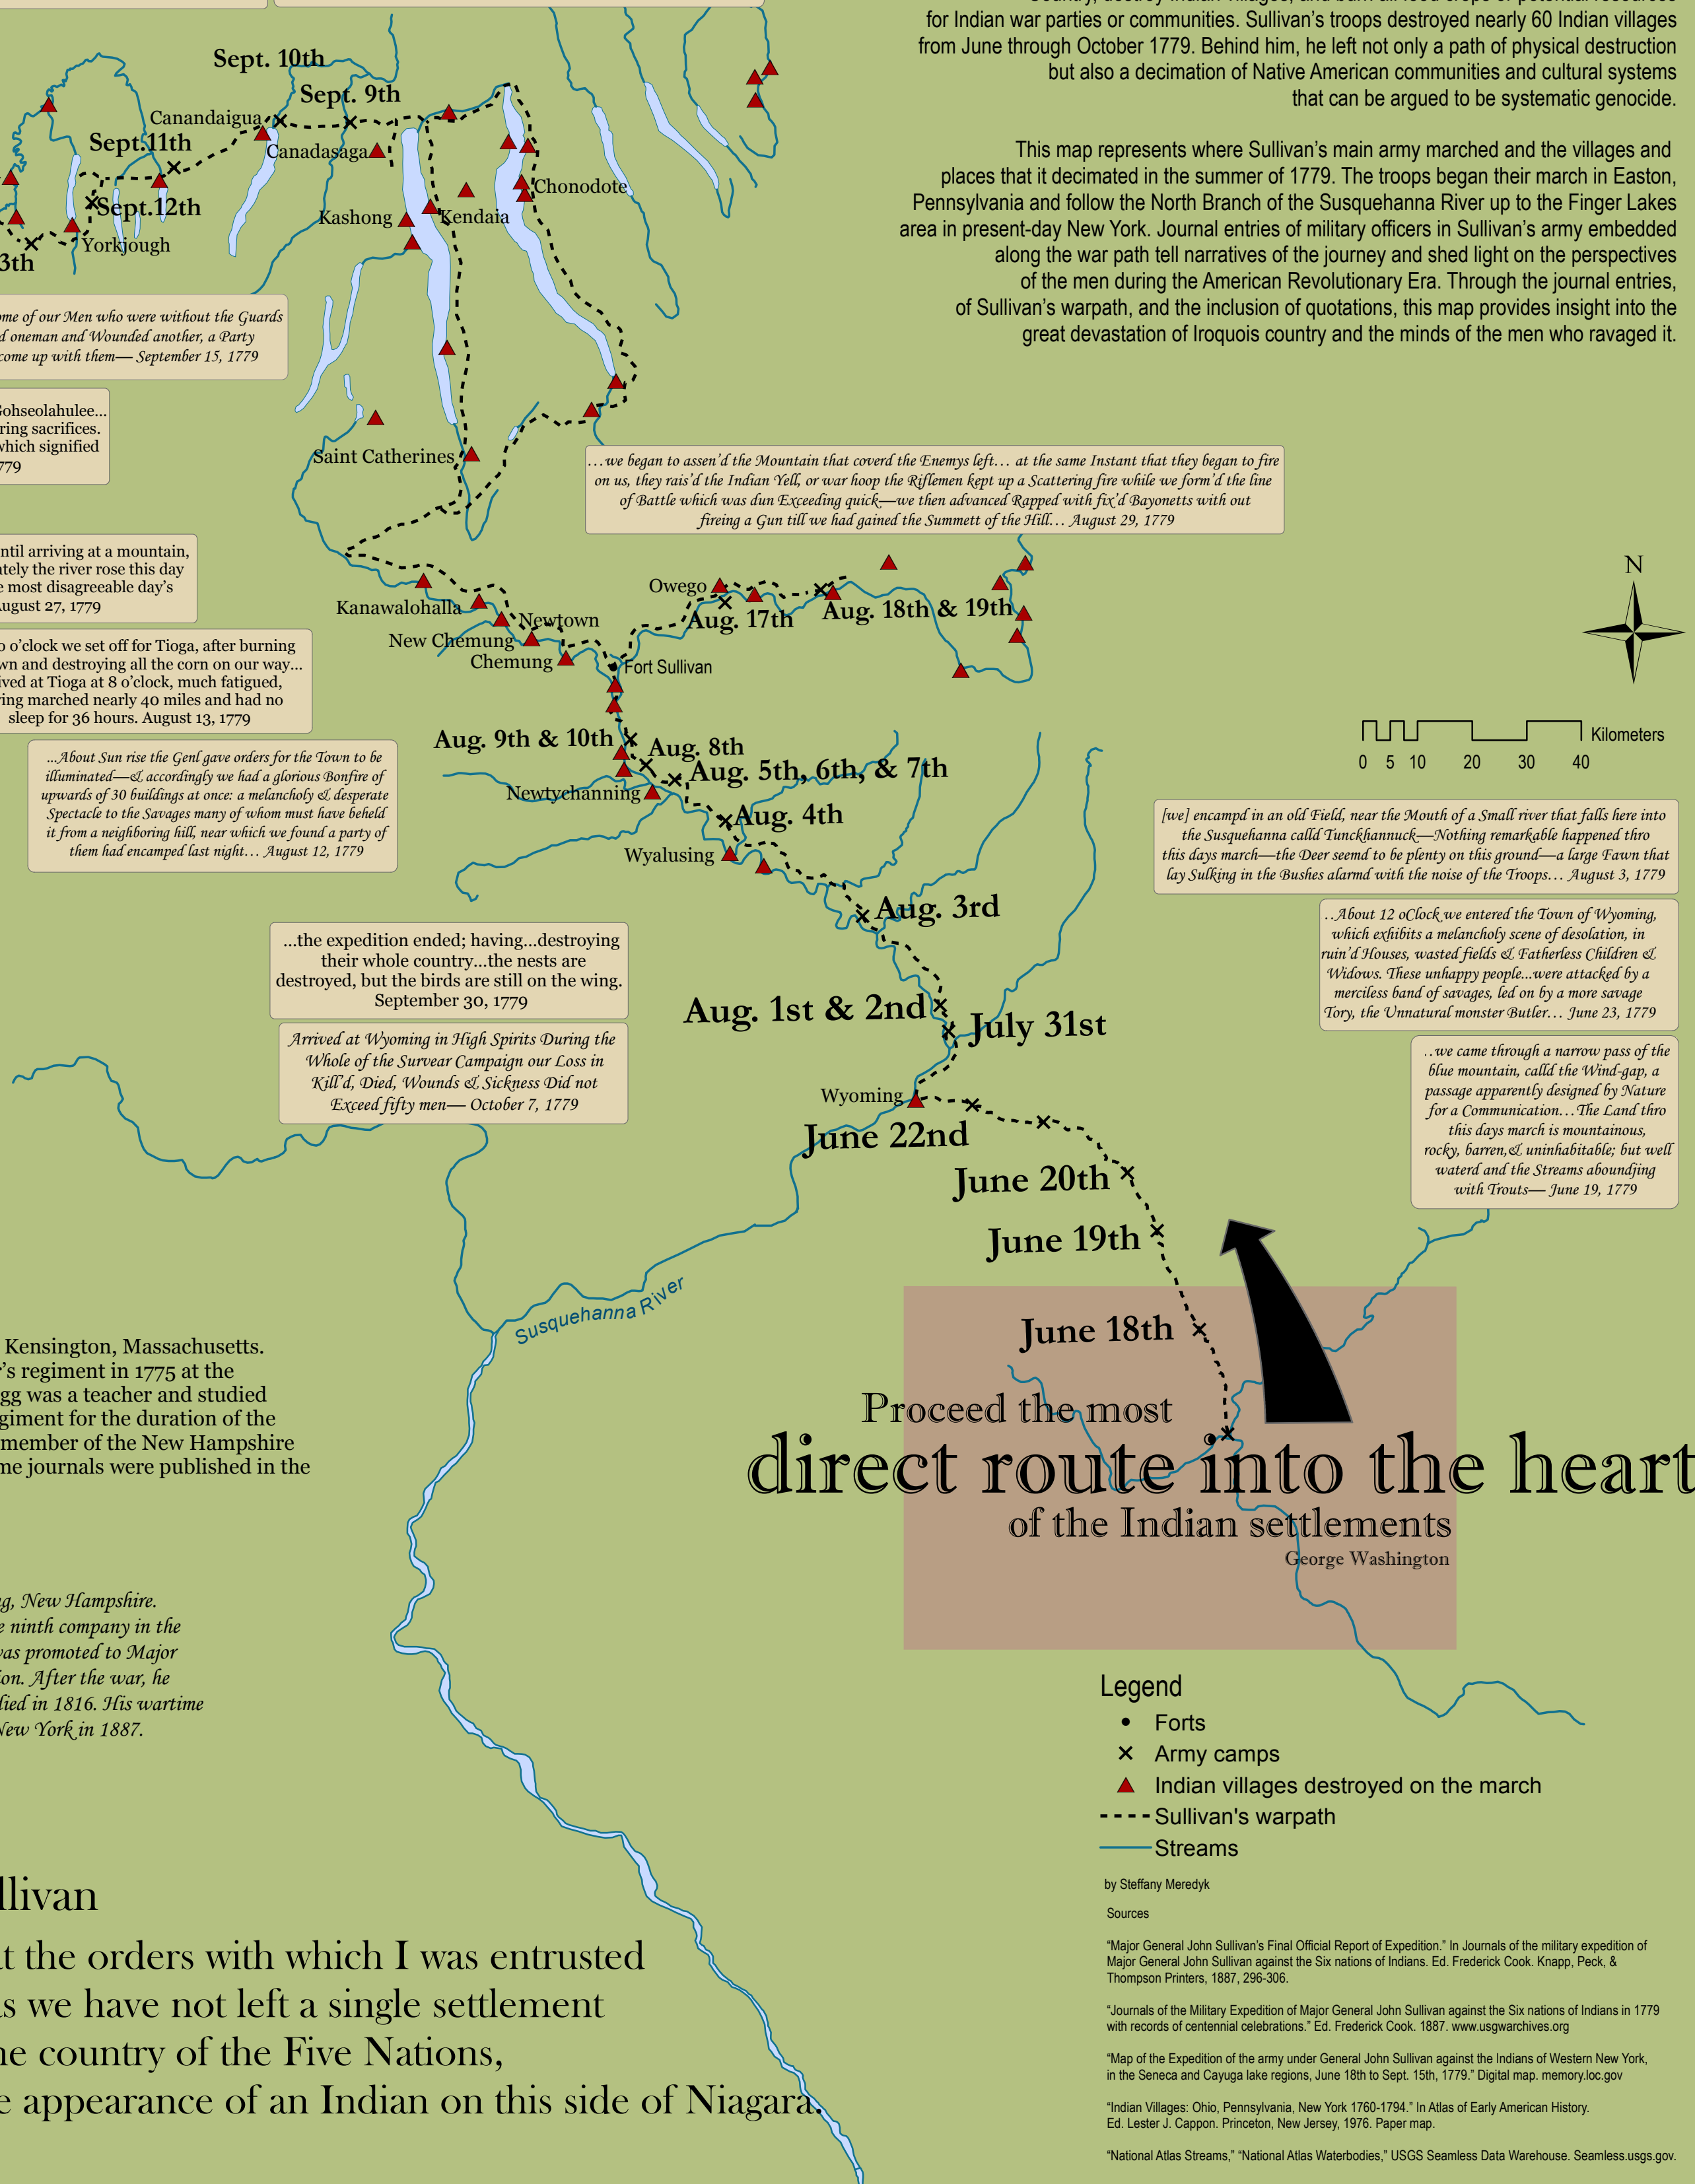 for Indian war parties or communities. Sullivan's troops destroyed nearly 60 Indian villages
from June through October 1779. Behind him, he left not only a path of physical destruction
but also a decimation of Native American communities and cultural systems
that can be argued to be systematic genocide.
This map represents where Sullivan's main army marched and the villages and
places that it decimated in the summer of 1779. The troops began their march in Easton,
Pennsylvania and follow the North Branch of the Susquehanna River up to the Finger Lakes
area in present-day New York. Journal entries of military officers in Sullivan's army embedded
along the war path tell narratives of the journey and shed light on the perspectives
of the men during the American Revolutionary Era. Through the journal entries,
of Sullivan's warpath, and the inclusion of quotations, this map provides insight into the
great devastation of Iroquois country and the minds of the men who ravaged it.
Sept. 10th
Sept. 9th
Canandaigua
Sept.11th
Canadasaga
Chonodote
Sept.12th
Kashong
Kendaia
Yorkjough
3th
ome of our Men who were without the Guards
d oneman and Wounded another, a Party
come up with them— September 15, 1779
Gohseolahulee...
ring sacrifices.
which signified
779
Saint Catherines
…we began to assen'd the Mountain that coverd the Enemys left… at the same Instant that they began to fire
on us, they rais'd the Indian Yell, or war hoop the Riflemen kept up a Scattering fire while we form'd the line
of Battle which was dun Exceeding quick—we then advanced Rapped with fix'd Bayonetts with out
fireing a Gun till we had gained the Summett of the Hill… August 29, 1779
ntil arriving at a mountain,
ately the river rose this day
e most disagreeable day's
August 27, 1779
N
Owego
Kanawalohalla
Aug. 18th & 19th
Newtown
Aug. 17th
New Chemung
Chemung
Fort Sullivan
o o'clock we set off for Tioga, after burning
wn and destroying all the corn on our way...
ived at Tioga at 8 o'clock, much fatigued,
ving marched nearly 40 miles and had no
sleep for 36 hours. August 13, 1779
Kilometers
0 5 10 20 30 40
Aug. 9th & 10th
Aug. 8th
Aug. 5th, 6th, & 7th
Newtychanning
Aug. 4th
Wyalusing
...About Sun rise the Genl gave orders for the Town to be
illuminated—& accordingly we had a glorious Bonfire of
upwards of 30 buildings at once: a melancholy & desperate
Spectacle to the Savages many of whom must have beheld
it from a neighboring hill, near which we found a party of
them had encamped last night… August 12, 1779
[we] encampd in an old Field, near the Mouth of a Small river that falls here into
the Susquehanna calld Tunckhannuck—Nothing remarkable happened thro
this days march—the Deer seemd to be plenty on this ground—a large Fawn that
lay Sulking in the Bushes alarmd with the noise of the Troops… August 3, 1779
Aug. 3rd
..About 12 oClock we entered the Town of Wyoming,
which exhibits a melancholy scene of desolation, in
ruin'd Houses, wasted fields & Fatherless Children &
Widows. These unhappy people...were attacked by a
merciless band of savages, led on by a more savage
Tory, the Unnatural monster Butler… June 23, 1779
...the expedition ended; having...destroying
their whole country...the nests are
destroyed, but the birds are still on the wing.
September 30, 1779
Aug. 1st & 2nd
July 31st
Arrived at Wyoming in High Spirits During the
Whole of the Survear Campaign our Loss in
Kill'd, Died, Wounds & Sickness Did not
Exceed fifty men— October 7, 1779
..we came through a narrow pass of the
blue mountain, calld the Wind-gap, a
passage apparently designed by Nature
for a Communication…The Land thro
this days march is mountainous,
rocky, barren,& uninhabitable; but well
waterd and the Streams aboundjing
with Trouts— June 19, 1779
Wyoming
June 22nd
June 20th
June 19th
Susquehanna River
June 18th
Kensington, Massachusetts.
r's regiment in 1775 at the
gg was a teacher and studied
giment for the duration of the
member of the New Hampshire
me journals were published in the
Proceed the most
direct route into the heart
of the Indian settlements
George Washington
g, New Hampshire.
e ninth company in the
was promoted to Major
ion. After the war, he
died in 1816. His wartime
New York in 1887.
Legend
Forts
Army camps
Indian villages destroyed on the march
Sullivan's warpath
Streams
by Steffany Meredyk
Sources
"Major General John Sullivan's Final Official Report of Expedition." In Journals of the military expedition of
Major General John Sullivan against the Six nations of Indians. Ed. Frederick Cook. Knapp, Peck, &
Thompson Printers, 1887, 296-306.
"Journals of the Military Expedition of Major General John Sullivan against the Six nations of Indians in 1779
with records of centennial celebrations." Ed. Frederick Cook. 1887. www.usgwarchives.org
"Map of the Expedition of the army under General John Sullivan against the Indians of Western New York,
in the Seneca and Cayuga lake regions, June 18th to Sept. 15th, 1779." Digital map. memory.loc.gov
"Indian Villages: Ohio, Pennsylvania, New York 1760-1794." In Atlas of Early American History.
Ed. Lester J. Cappon. Princeton, New Jersey, 1976. Paper map.
"National Atlas Streams," "National Atlas Waterbodies," USGS Seamless Data Warehouse. Seamless.usgs.gov.
llivan
at the orders with which I was entrusted
as we have not left a single settlement
he country of the Five Nations,
e appearance of an Indian on this side of Niagara.